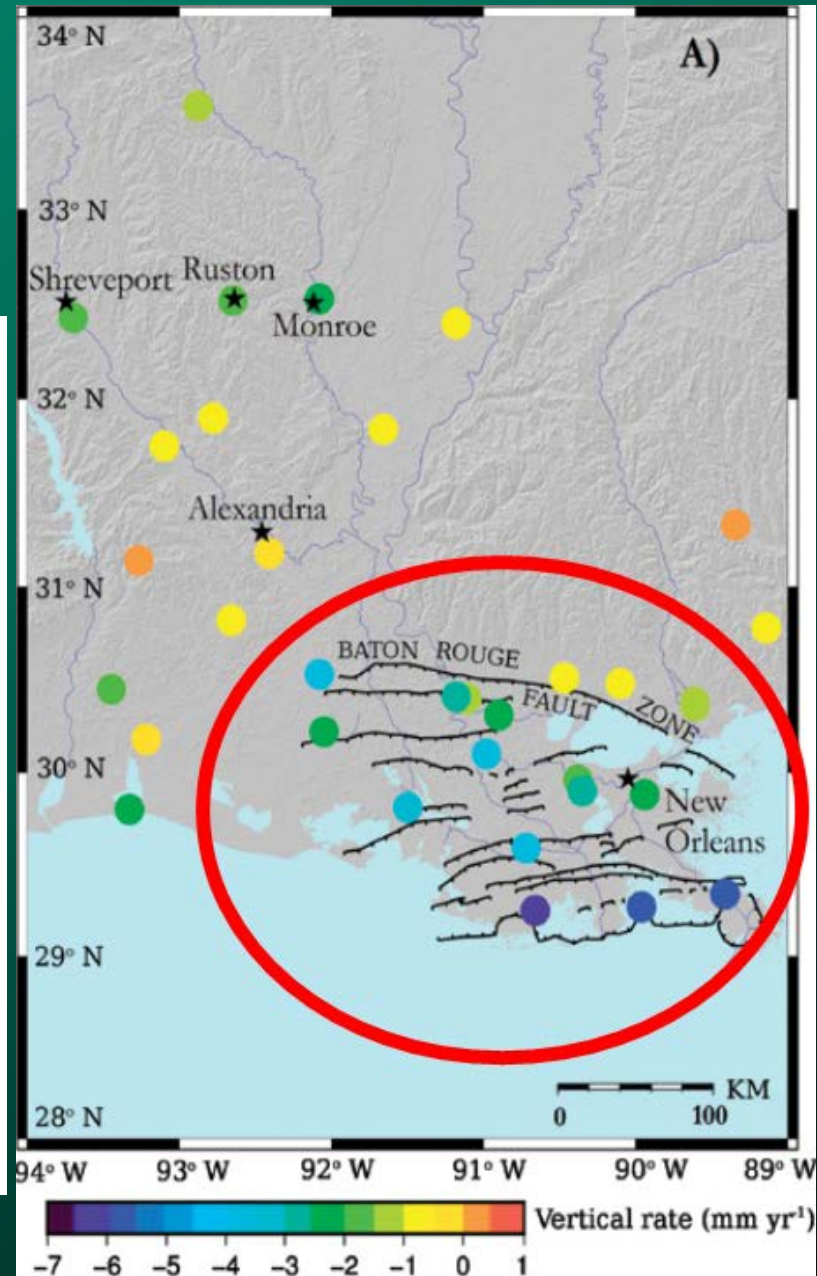 34° N
A)
33° N
Shreveport
Ruston
Monroe
32° N
Alexandria
31° N
BATON ROUGE
FAULT
ZONE
30° N
New
Orleans
29° N
KM
0 100
28° N
94° W 93° W 92° W 91° W 90° W 89° W
Vertical rate (mm yr⁻¹)
−7 −6 −5 −4 −3 −2 −1 0 1